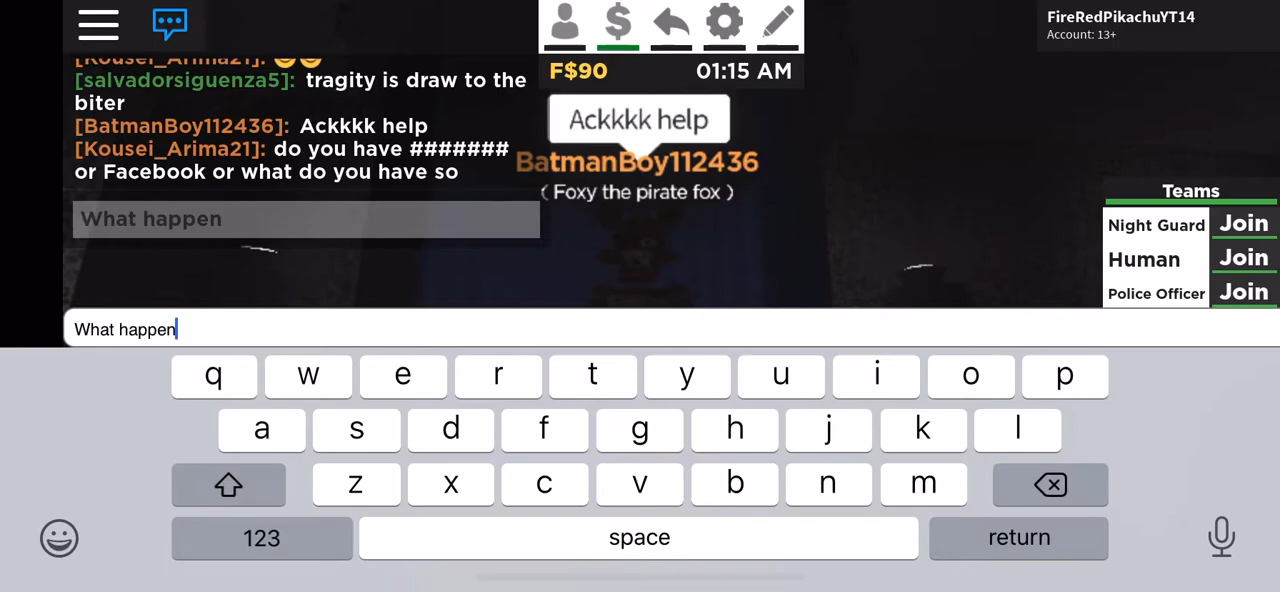 FireRedPikachuYT14
Account: 13+
F$90 01:15 AM
[Kousei_Arima21]: 😄😄
[salvadorsiguenza5]: tragity is draw to the
biter
[BatmanBoy112436]: Ackkkk help
[Kousei_Arima21]: do you have #######
or Facebook or what do you have so
What happen
Ackkkk help
BatmanBoy112436
( Foxy the pirate fox )
Teams
Night Guard Join
Human Join
Police Officer Join
What happen
q w e r t y u i o p
a s d f g h j k l
z x c v b n m
123 space return